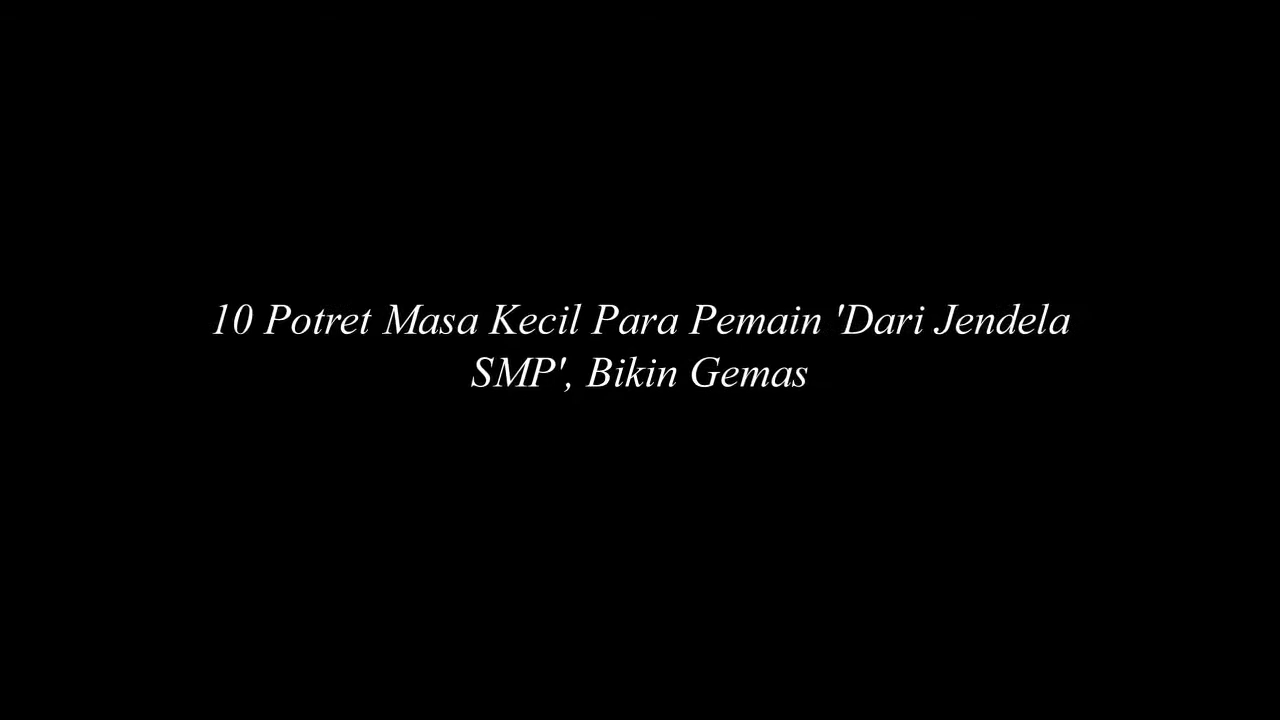 10 Potret Masa Kecil Para Pemain 'Dari Jendela
SMP', Bikin Gemas